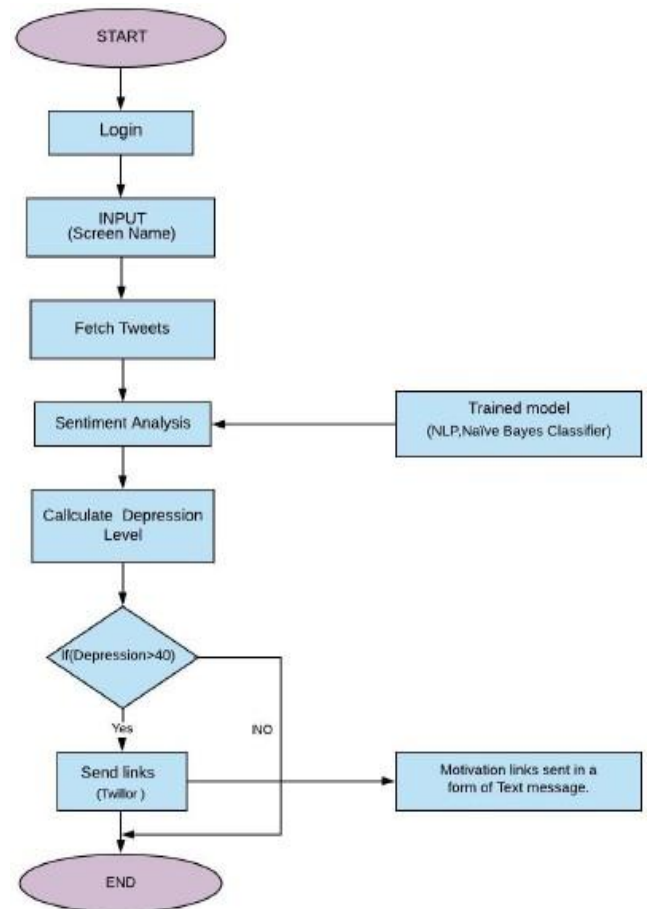 START
Login
INPUT
(Screen Name)
Fetch Tweets
Sentiment Analysis
Trained model
(NLP,Naïve Bayes Classifier)
Callculate Depression
Level
If(Depression>40)
Yes
NO
Send links
(Twillor )
Motivation links sent in a
form of Text message.
END